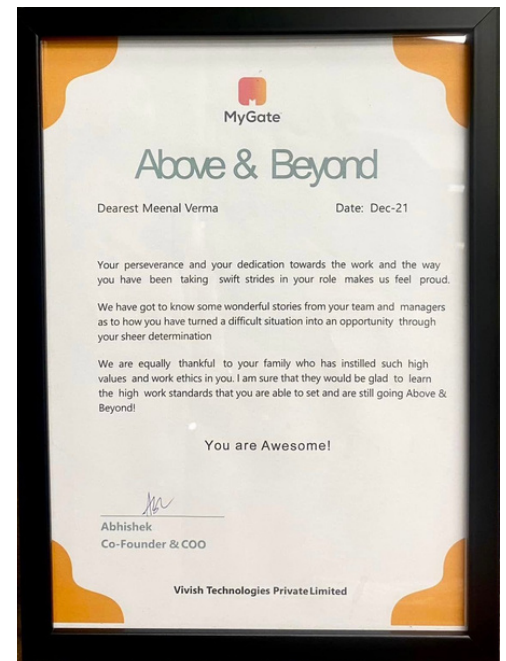 MyGate
Above & Beyond
Dearest Meenal Verma Date: Dec-21
Your perseverance and your dedication towards the work and the way
you have been taking swift strides in your role makes us feel proud.
We have got to know some wonderful stories from your team and managers
as to how you have turned a difficult situation into an opportunity through
your sheer determination
We are equally thankful to your family who has instilled such high
values and work ethics in you. I am sure that they would be glad to learn
the high work standards that you are able to set and are still going Above &
Beyond!
You are Awesome!
Abhishek
Co-Founder & COO
Vivish Technologies Private Limited